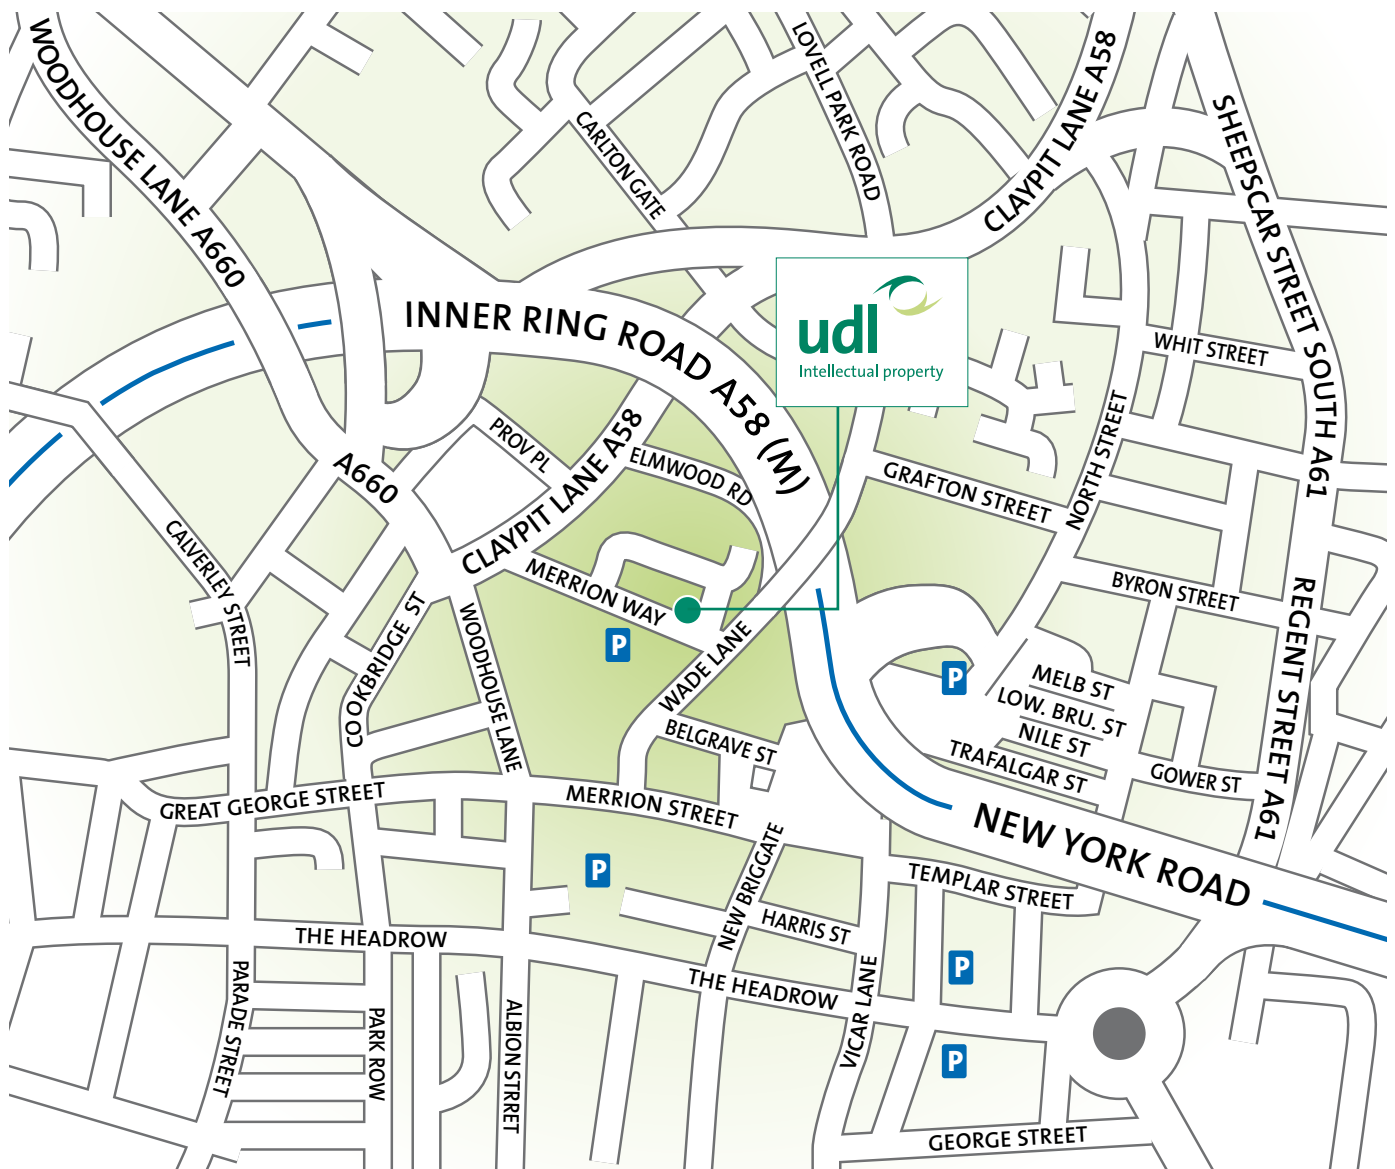 WOODHOUSE LANE A660
LOVELL PARK ROAD
CLAYPIT LANE A58
SHEEPSCAR STREET SOUTH A61
CARLTON GATE
udl
Intellectual property
INNER RING ROAD A58 (M)
WHIT STREET
PROV PL
CLAYPIT LANE A58
ELMWOOD RD
A660
GRAFTON STREET
NORTH STREET
CALVERLEY STREET
MERRION WAY
BYRON STREET
REGENT STREET A61
COOKBRIDGE ST
WOODHOUSE LANE
P
WADE LANE
P
MELB ST
LOW. BRU. ST
NILE ST
TRAFALGAR ST
GOWER ST
BELGRAVE ST
GREAT GEORGE STREET
MERRION STREET
NEW YORK ROAD
P
NEW BRIGGATE
TEMPLAR STREET
HARRIS ST
THE HEADROW
P
THE HEADROW
VICAR LANE
PARADE STREET
PARK ROW
ALBION STRRET
P
GEORGE STREET